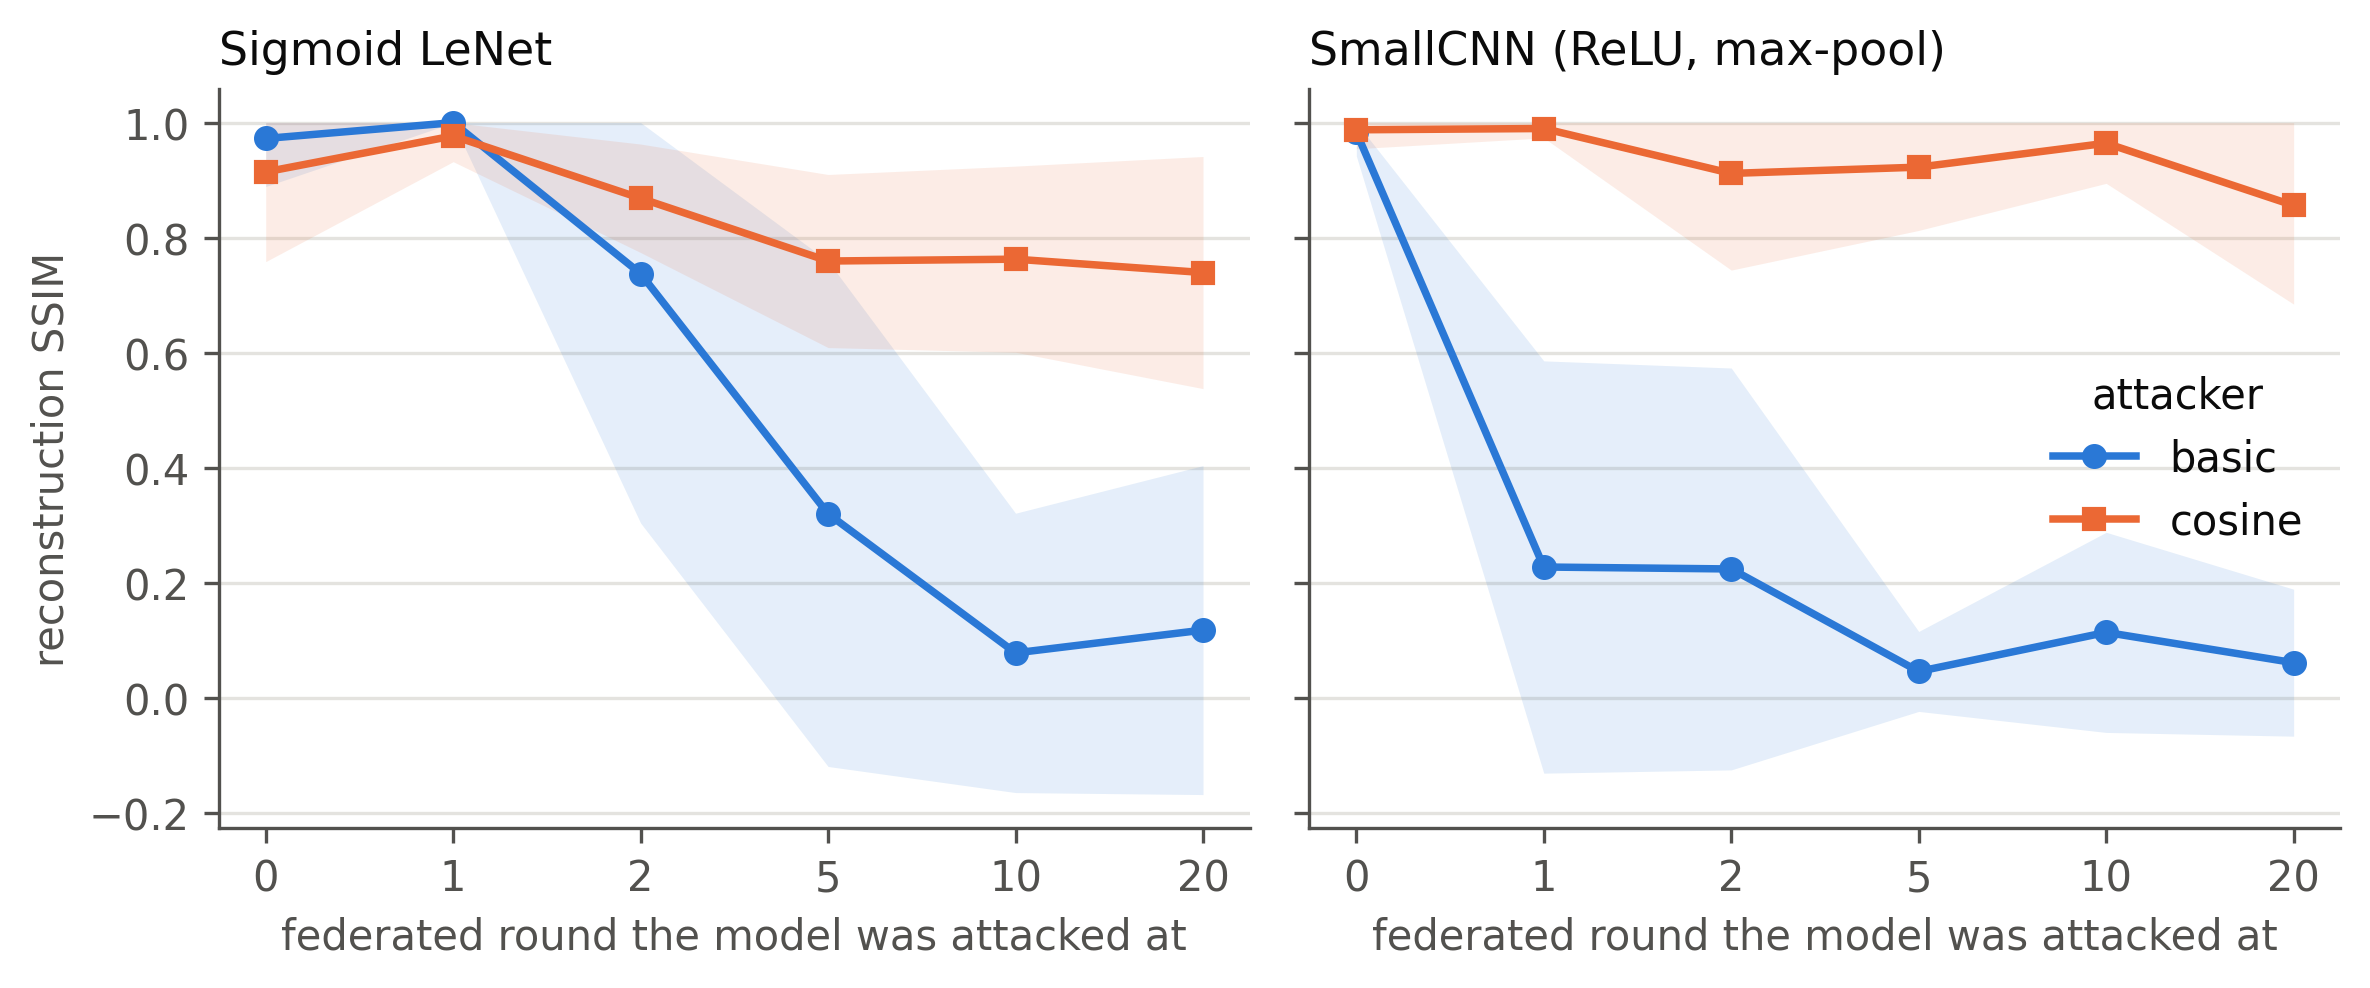 Sigmoid LeNet
SmallCNN (ReLU, max-pool)
reconstruction SSIM
1.0
0.8
0.6
0.4
0.2
0.0
−0.2
0 1 2 5 10 20
federated round the model was attacked at
attacker
basic
cosine
0 1 2 5 10 20
federated round the model was attacked at